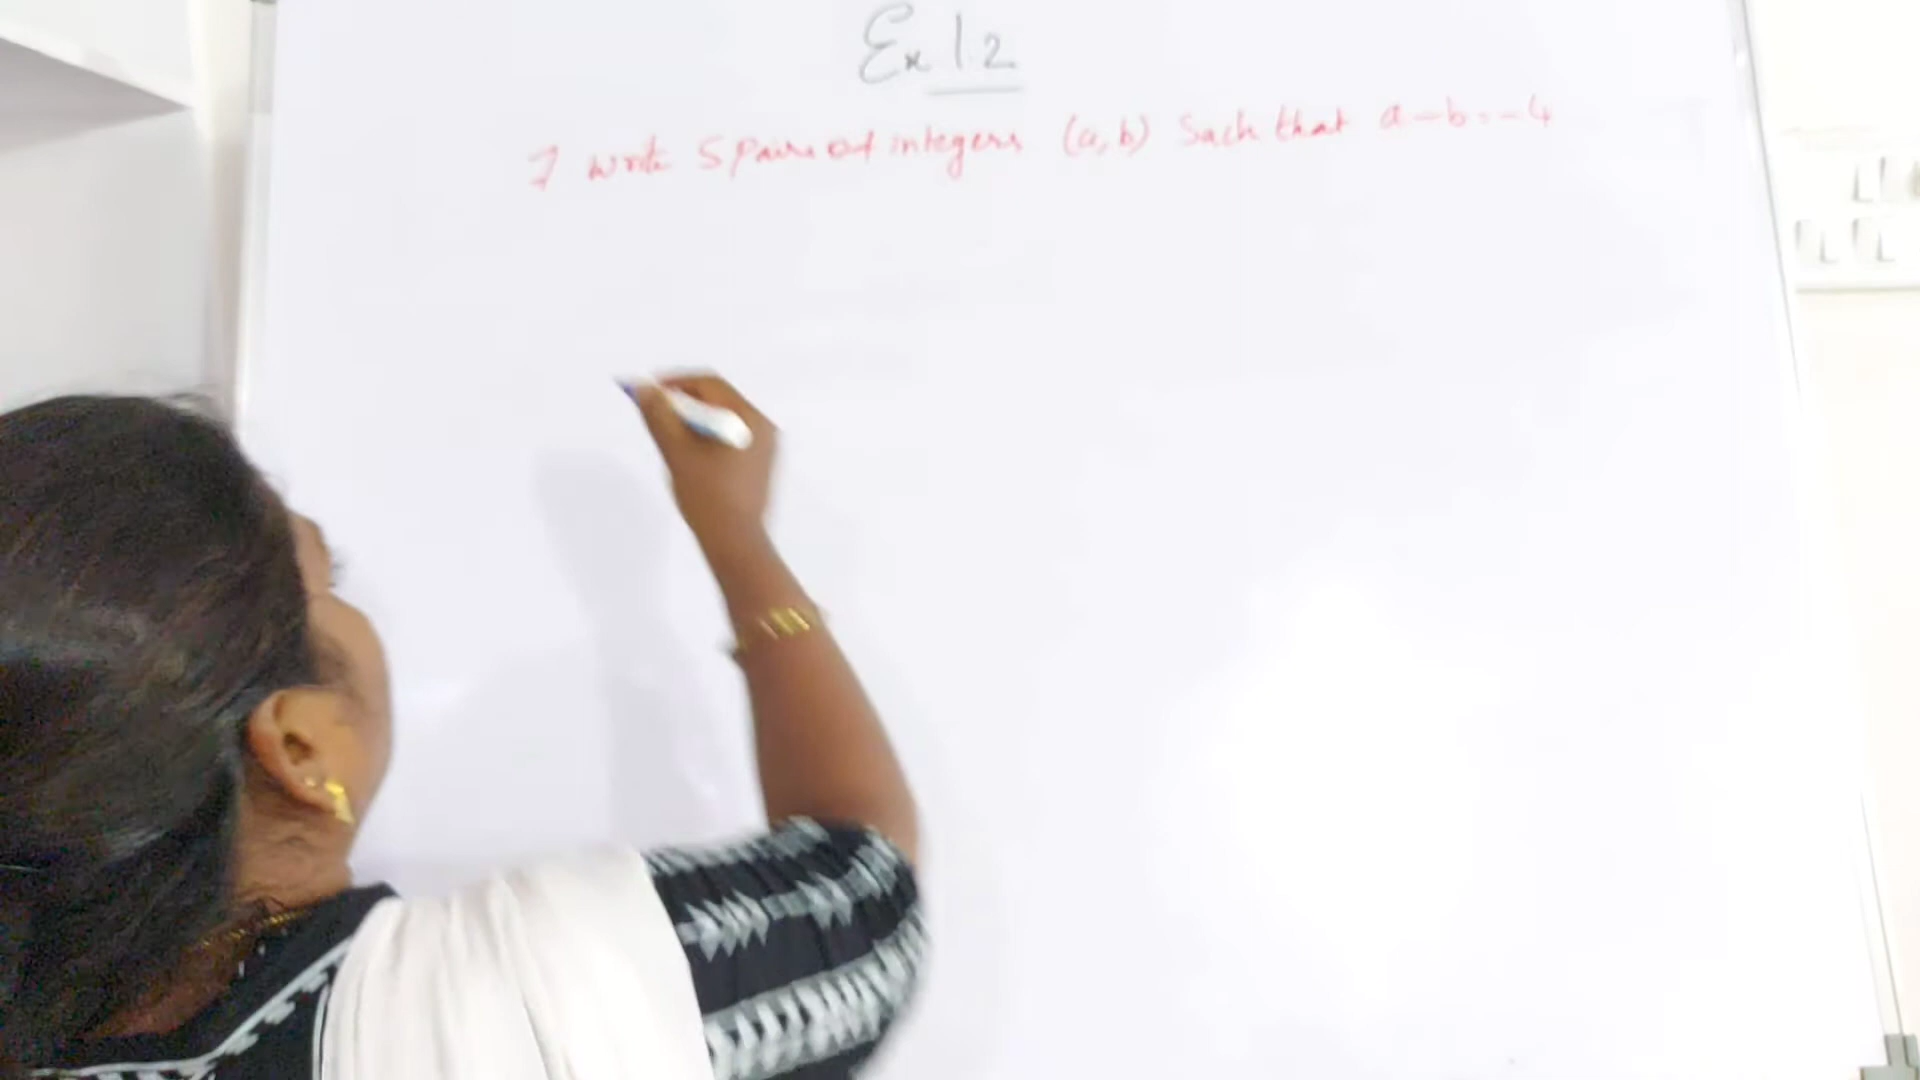 Ex 1.2
7 write 5 pairs of integers (a,b) Such that a-b=-4